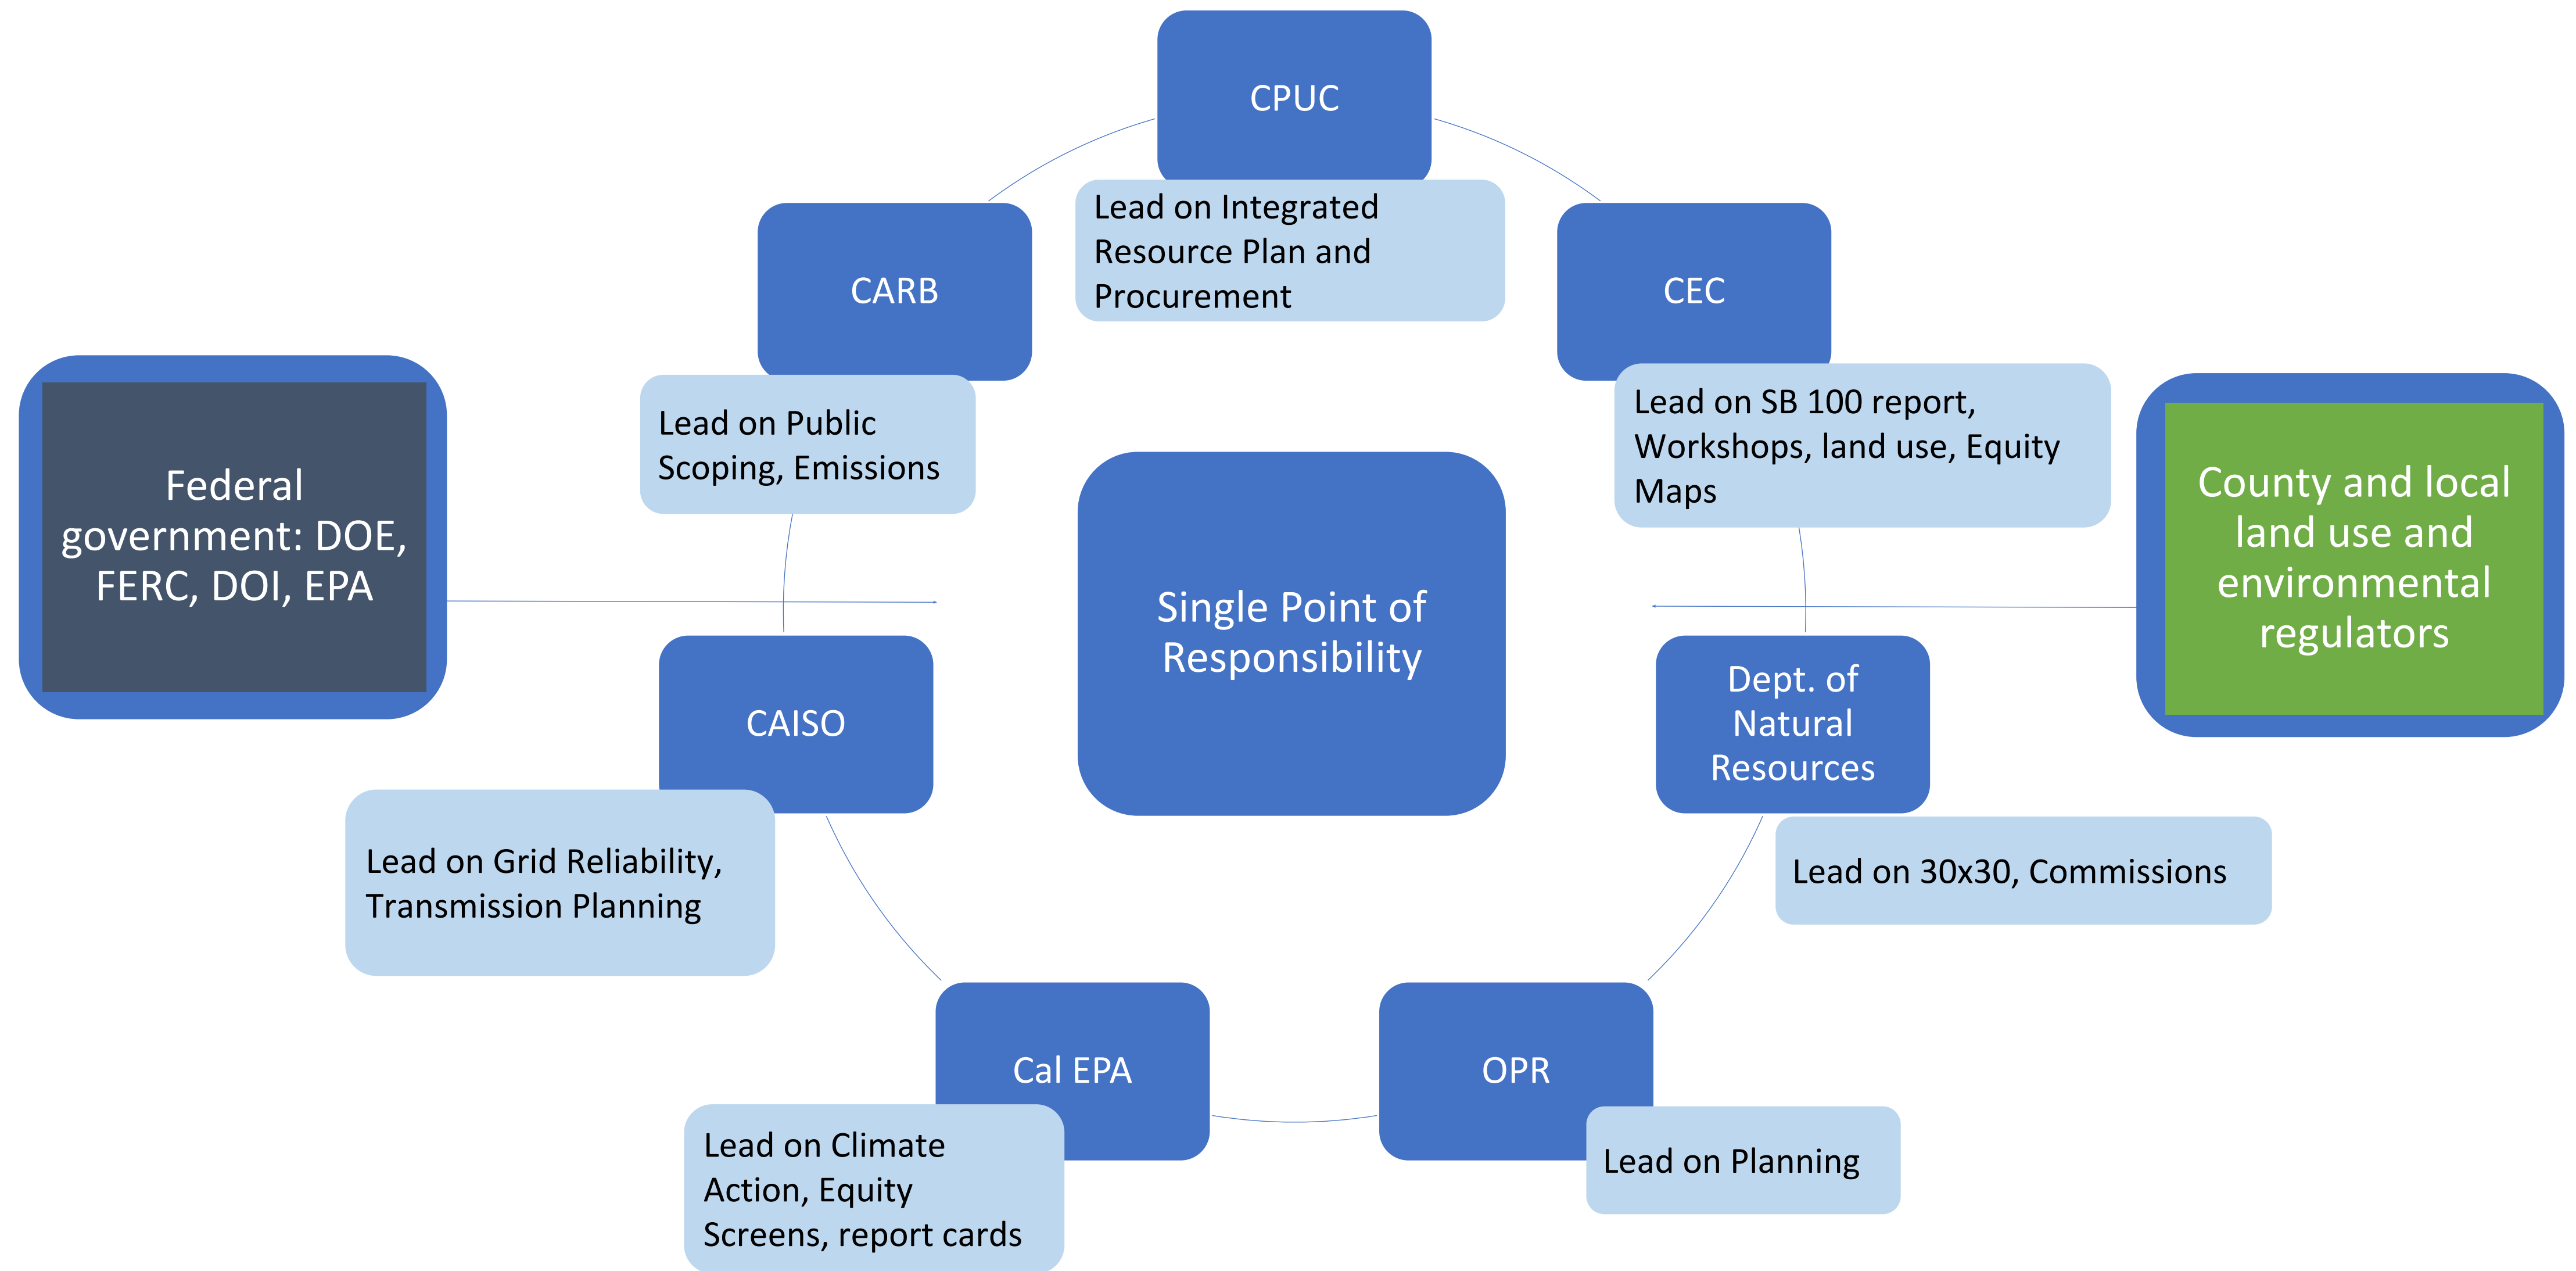 CPUC
Lead on Integrated
Resource Plan and
Procurement
CARB
Lead on Public
Scoping, Emissions
CEC
Lead on SB 100 report,
Workshops, land use, Equity
Maps
Federal
government: DOE,
FERC, DOI, EPA
Single Point of
Responsibility
County and local
land use and
environmental
regulators
CAISO
Lead on Grid Reliability,
Transmission Planning
Dept. of
Natural
Resources
Lead on 30x30, Commissions
Cal EPA
Lead on Climate
Action, Equity
Screens, report cards
OPR
Lead on Planning